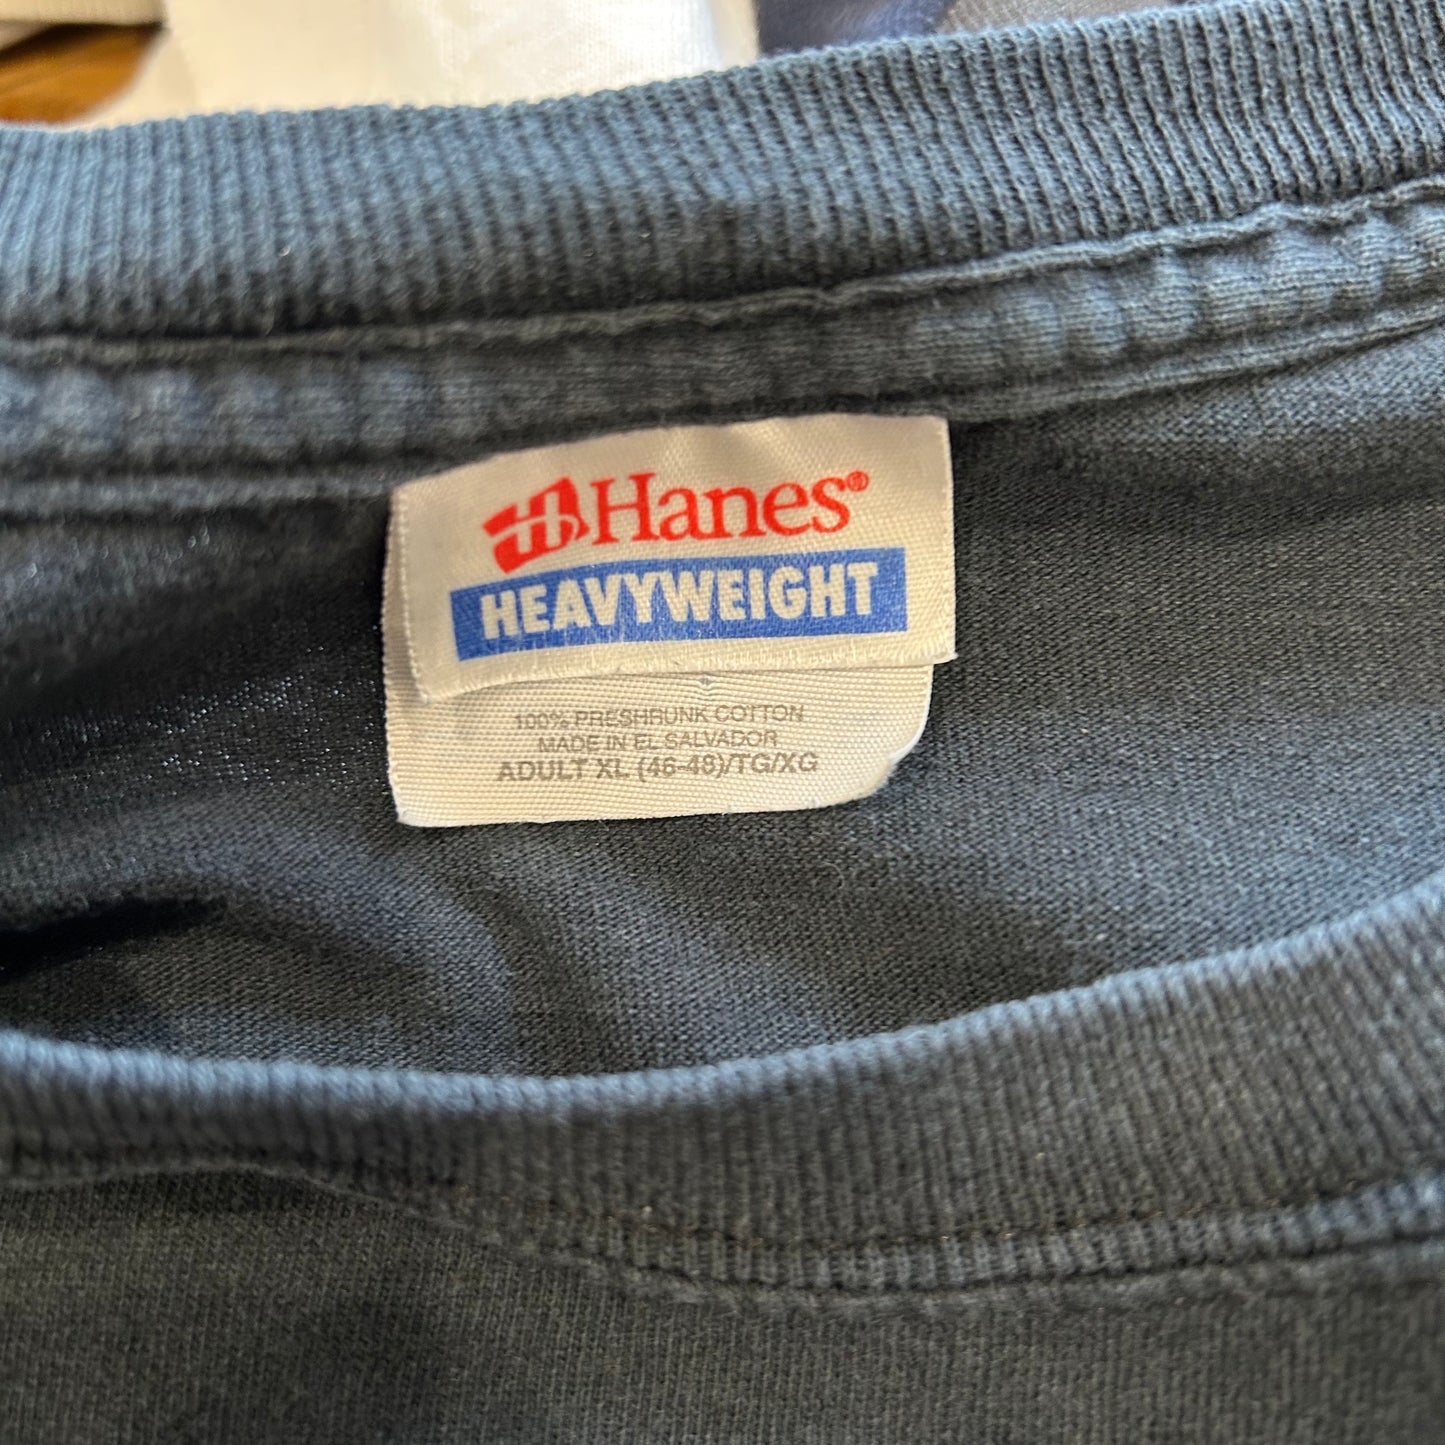 Hanes®
HEAVYWEIGHT
100% PRESHRUNK COTTON
MADE IN EL SALVADOR
ADULT XL (46-48)/TG/XG